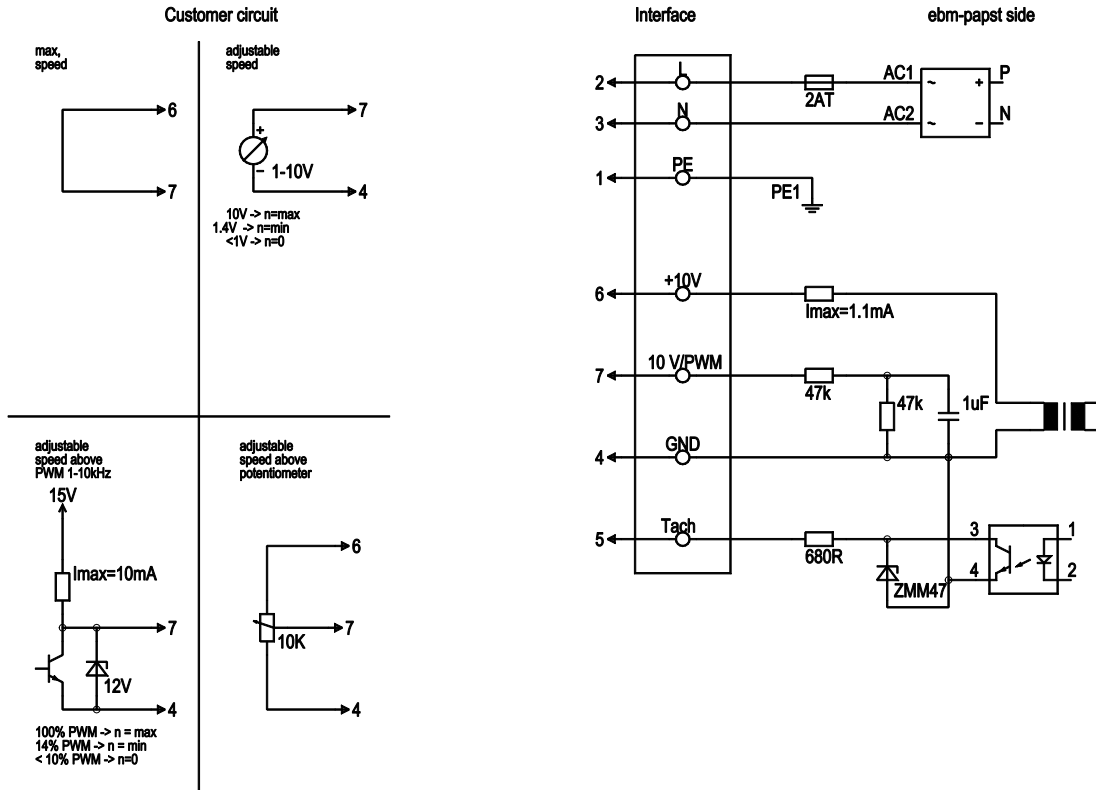 Customer circuit
Interface
ebm-papst side
max,
speed
6
7
adjustable
speed
7
+
1-10V
−
4
10V -> n=max
1.4V -> n=min
<1V -> n=0
adjustable
speed above
PWM 1-10kHz
15V
Imax=10mA
7
12V
4
100% PWM -> n = max
14% PWM -> n = min
< 10% PWM -> n=0
adjustable
speed above
potentiometer
6
7
10K
4
2
L
2AT
AC1
~
+
P
3
N
AC2
~
−
N
1
PE
PE1
6
+10V
Imax=1.1mA
7
10 V/PWM
47k
47k
1uF
4
GND
5
Tach
680R
ZMM47
3
4
1
2